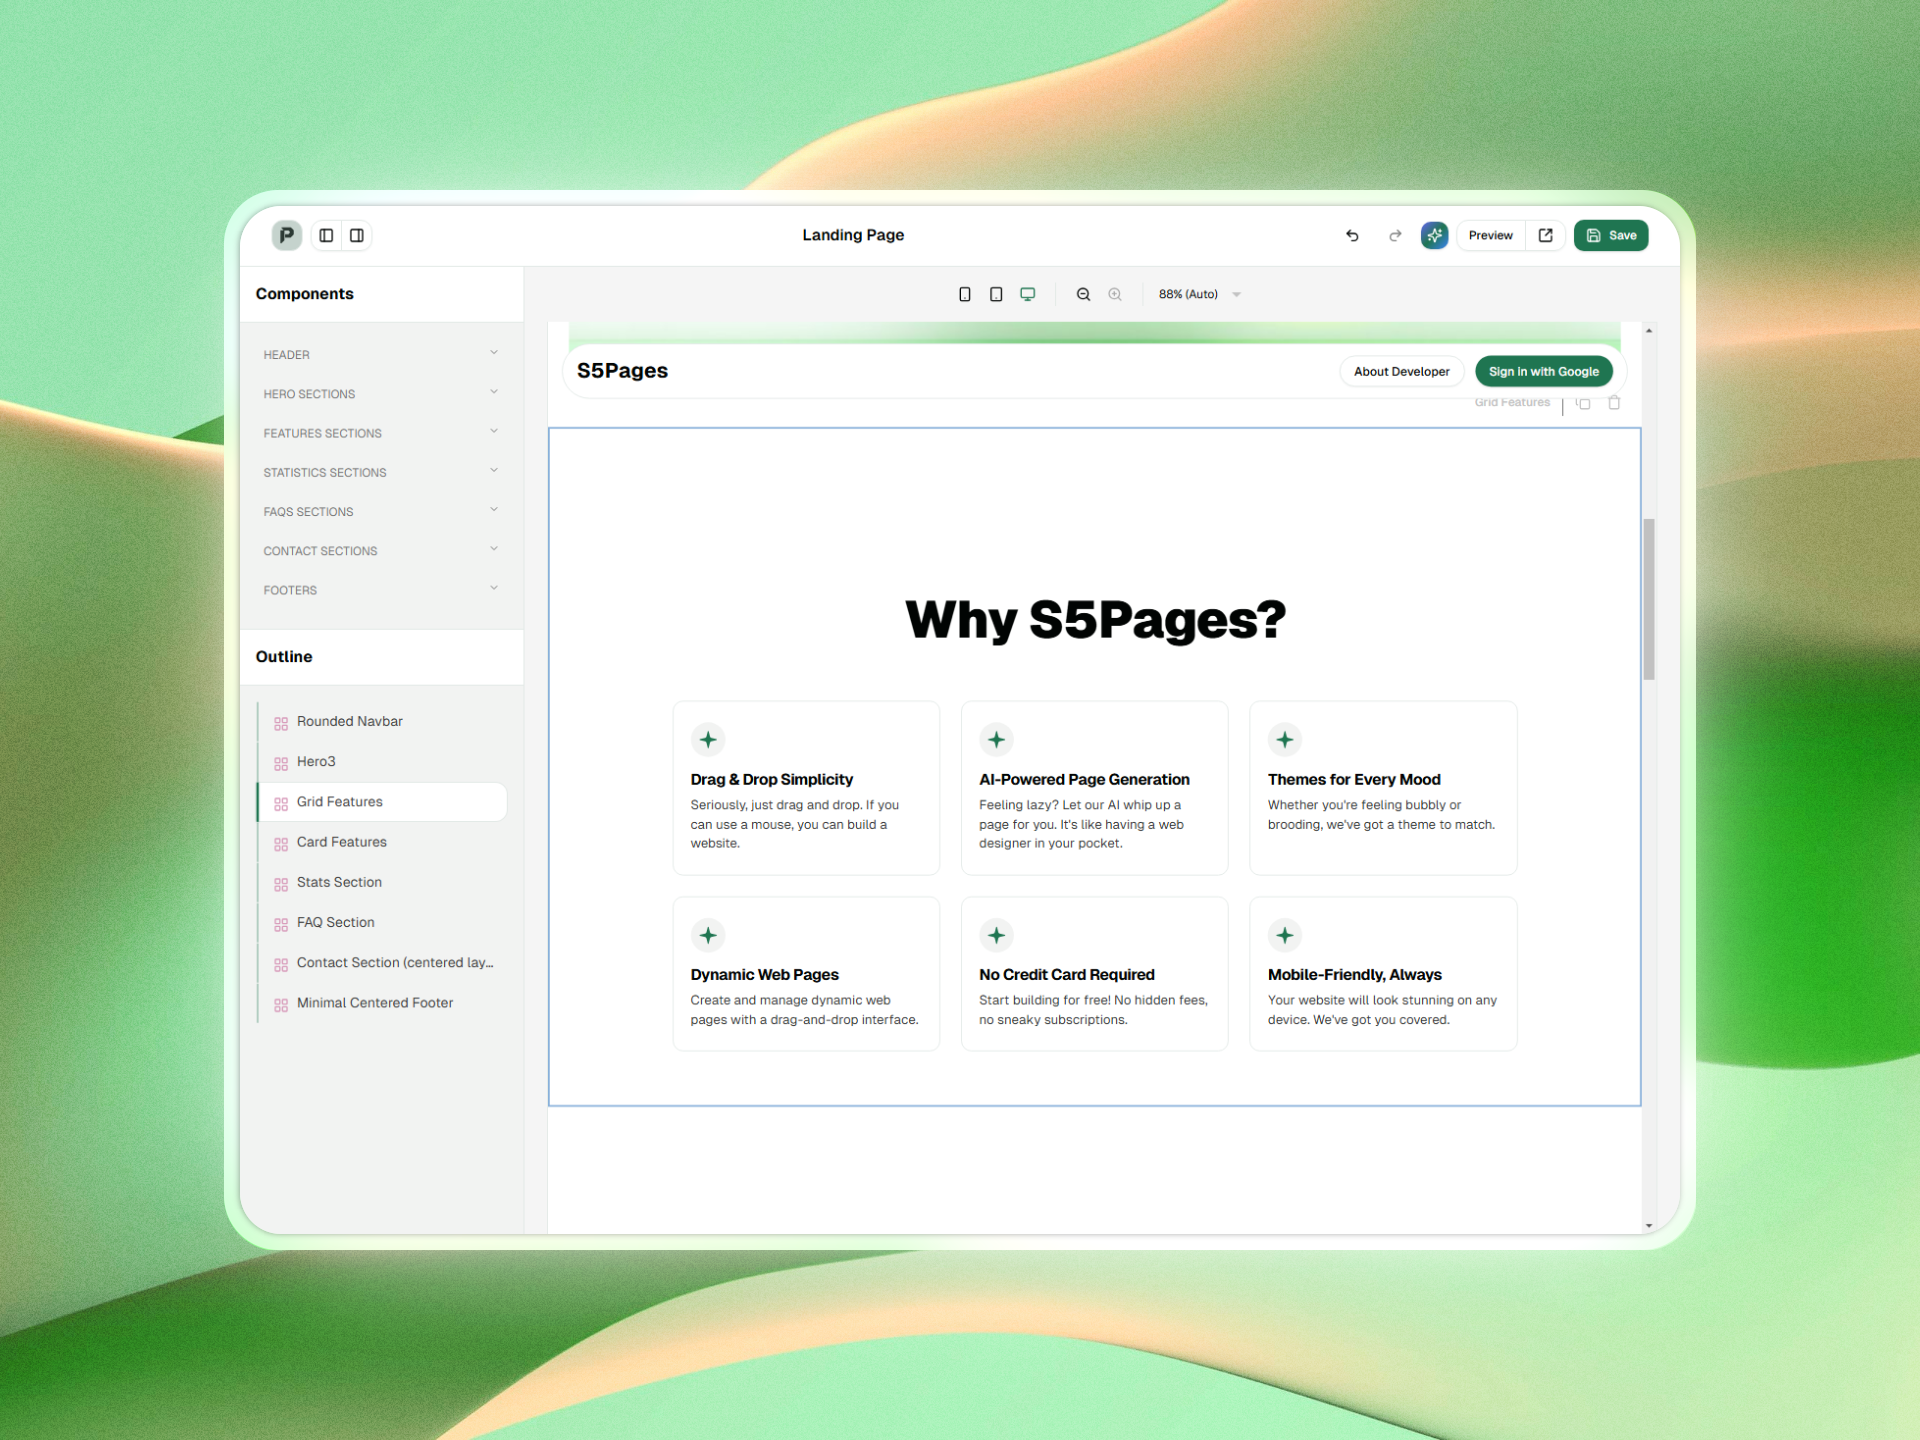 P
Landing Page
Preview
Save
Components
88% (Auto)
HEADER
HERO SECTIONS
FEATURES SECTIONS
STATISTICS SECTIONS
FAQS SECTIONS
CONTACT SECTIONS
FOOTERS
Outline
Rounded Navbar
Hero3
Grid Features
Card Features
Stats Section
FAQ Section
Contact Section (centered lay...
Minimal Centered Footer
S5Pages
About Developer
Sign in with Google
Grid Features
Why S5Pages?
Drag & Drop Simplicity
Seriously, just drag and drop. If you
can use a mouse, you can build a
website.
AI-Powered Page Generation
Feeling lazy? Let our AI whip up a
page for you. It's like having a web
designer in your pocket.
Themes for Every Mood
Whether you're feeling bubbly or
brooding, we've got a theme to match.
Dynamic Web Pages
Create and manage dynamic web
pages with a drag-and-drop interface.
No Credit Card Required
Start building for free! No hidden fees,
no sneaky subscriptions.
Mobile-Friendly, Always
Your website will look stunning on any
device. We've got you covered.